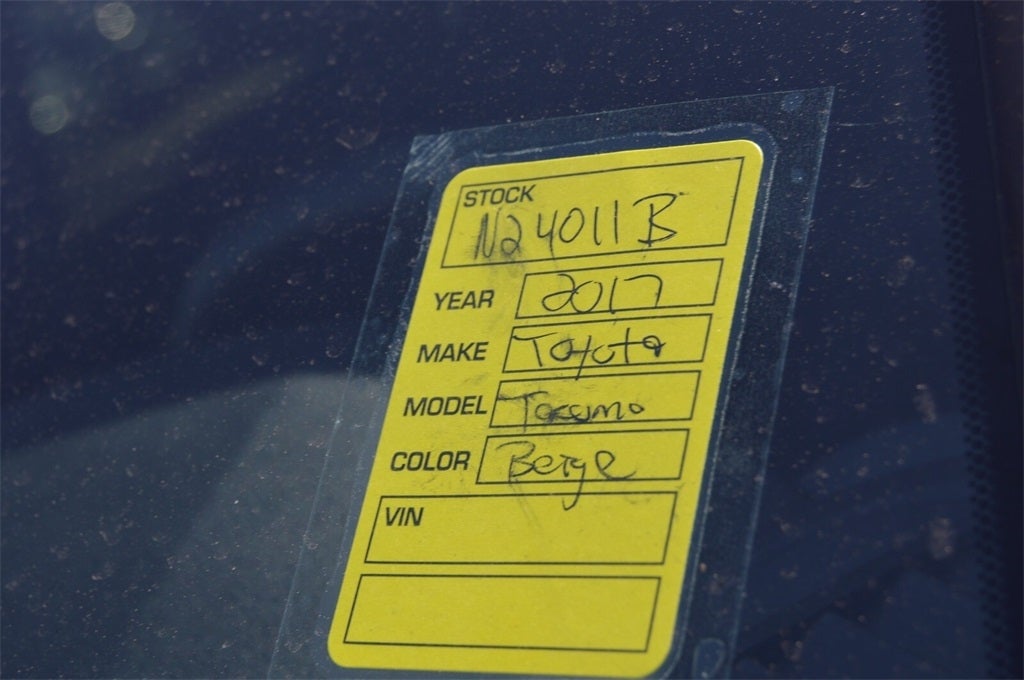 STOCK
N24011B
YEAR 2017
MAKE Toyota
MODEL Tacoma
COLOR Beige
VIN